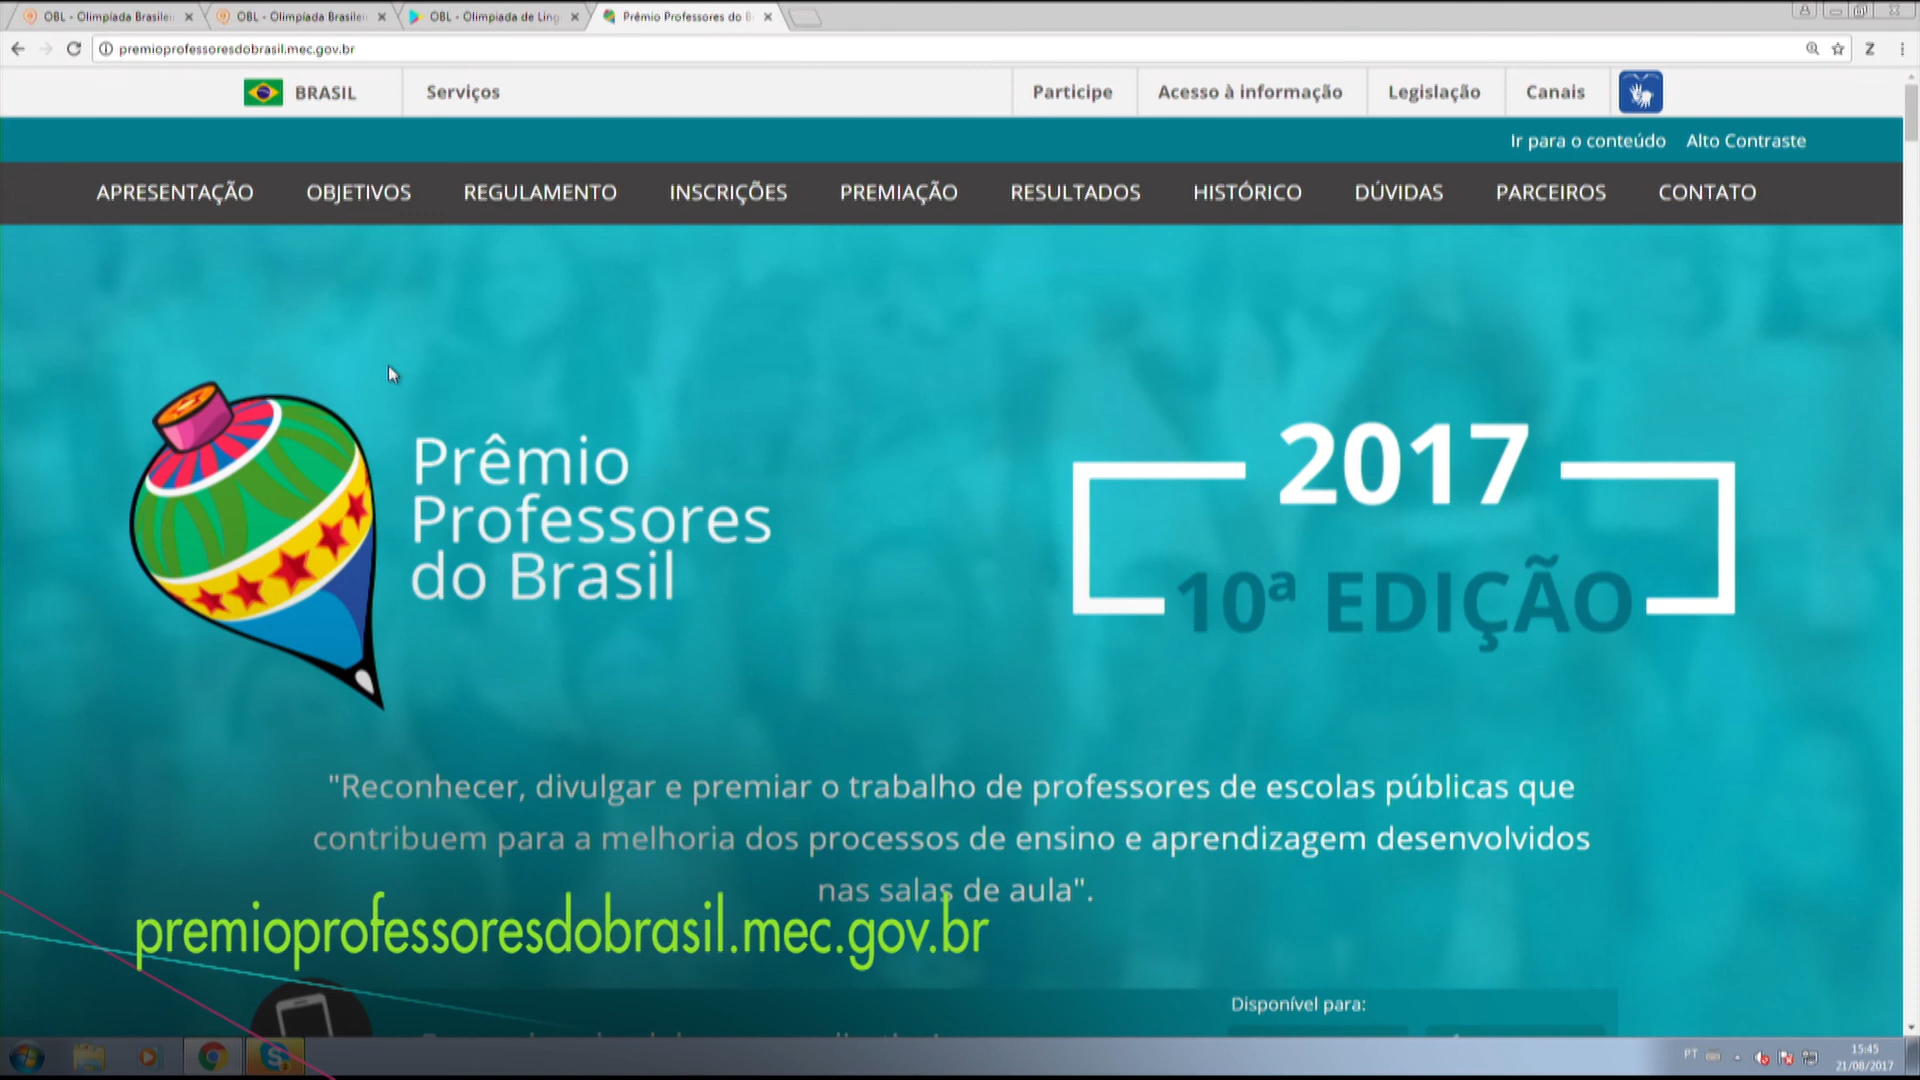 OBL - Olimpíada Brasilei
OBL - Olimpíada Brasilei
OBL - Olimpíada de Ling
Prêmio Professores do B
premioprofessoresdobrasil.mec.gov.br
BRASIL
Serviços
Participe
Acesso à informação
Legislação
Canais
Ir para o conteúdo
Alto Contraste
APRESENTAÇÃO
OBJETIVOS
REGULAMENTO
INSCRIÇÕES
PREMIAÇÃO
RESULTADOS
HISTÓRICO
DÚVIDAS
PARCEIROS
CONTATO
Prêmio
Professores
do Brasil
2017
10ª EDIÇÃO
"Reconhecer, divulgar e premiar o trabalho de professores de escolas públicas que
contribuem para a melhoria dos processos de ensino e aprendizagem desenvolvidos
nas salas de aula".
premioprofessoresdobrasil.mec.gov.br
Disponível para:
PT
15:45
21/08/2017